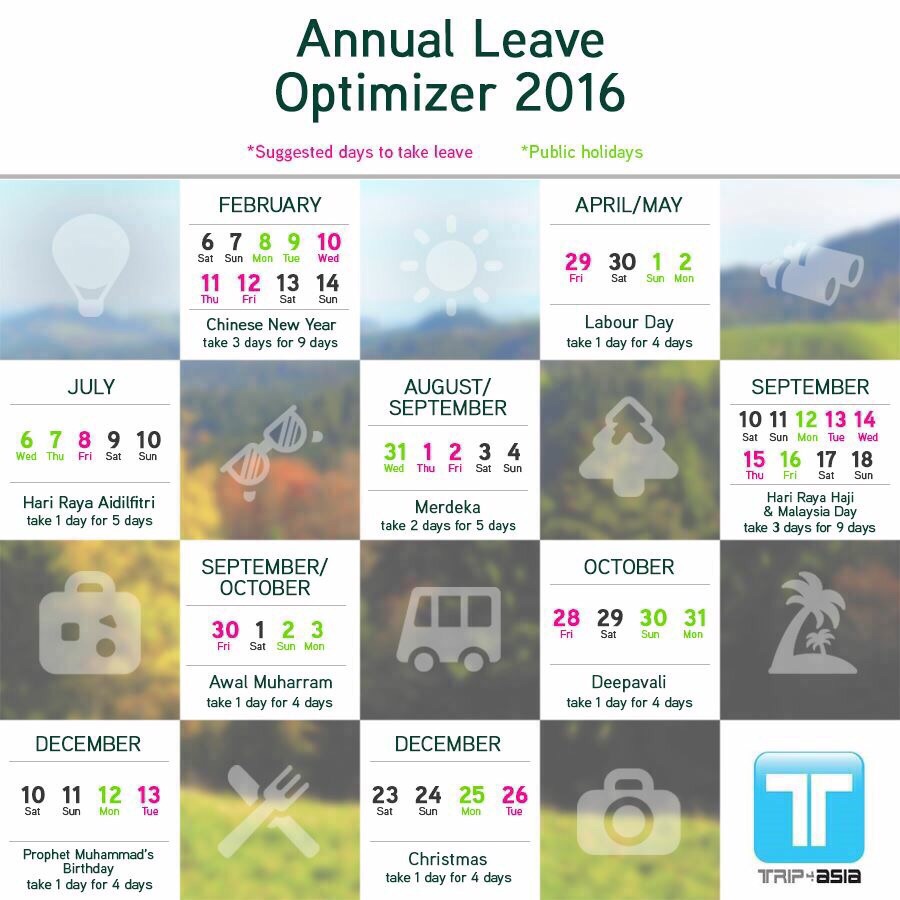 Annual Leave
Optimizer 2016
*Suggested days to take leave *Public holidays
FEBRUARY
6 7 8 9 10
Sat Sun Mon Tue Wed
11 12 13 14
Thu Fri Sat Sun
Chinese New Year
take 3 days for 9 days
APRIL/MAY
29 30 1 2
Fri Sat Sun Mon
Labour Day
take 1 day for 4 days
JULY
6 7 8 9 10
Wed Thu Fri Sat Sun
Hari Raya Aidilfitri
take 1 day for 5 days
AUGUST/
SEPTEMBER
31 1 2 3 4
Wed Thu Fri Sat Sun
Merdeka
take 2 days for 5 days
SEPTEMBER
10 11 12 13 14
Sat Sun Mon Tue Wed
15 16 17 18
Thu Fri Sat Sun
Hari Raya Haji
& Malaysia Day
take 3 days for 9 days
SEPTEMBER/
OCTOBER
30 1 2 3
Fri Sat Sun Mon
Awal Muharram
take 1 day for 4 days
OCTOBER
28 29 30 31
Fri Sat Sun Mon
Deepavali
take 1 day for 4 days
DECEMBER
10 11 12 13
Sat Sun Mon Tue
Prophet Muhammad's
Birthday
take 1 day for 4 days
DECEMBER
23 24 25 26
Sat Sun Mon Tue
Christmas
take 1 day for 4 days
T
TRIP4ASIA